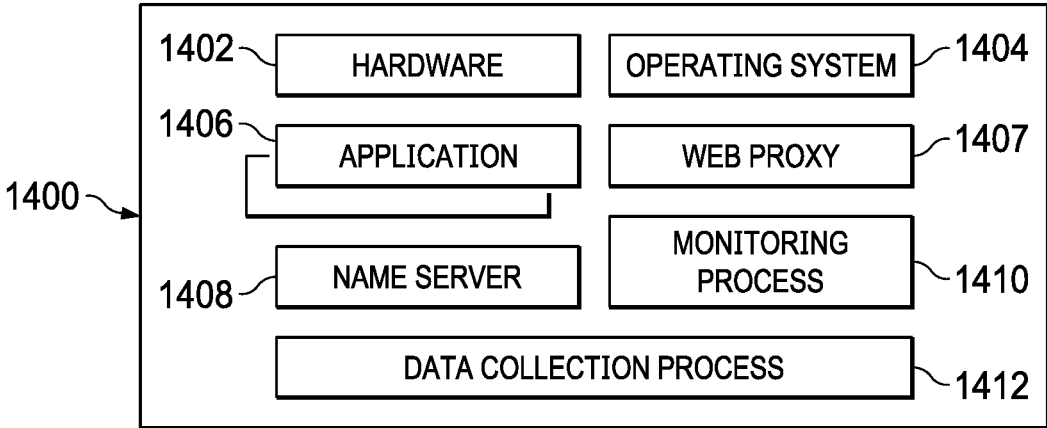 1402 HARDWARE OPERATING SYSTEM 1404
1406 APPLICATION WEB PROXY 1407
1400
1408 NAME SERVER MONITORING
PROCESS 1410
DATA COLLECTION PROCESS 1412